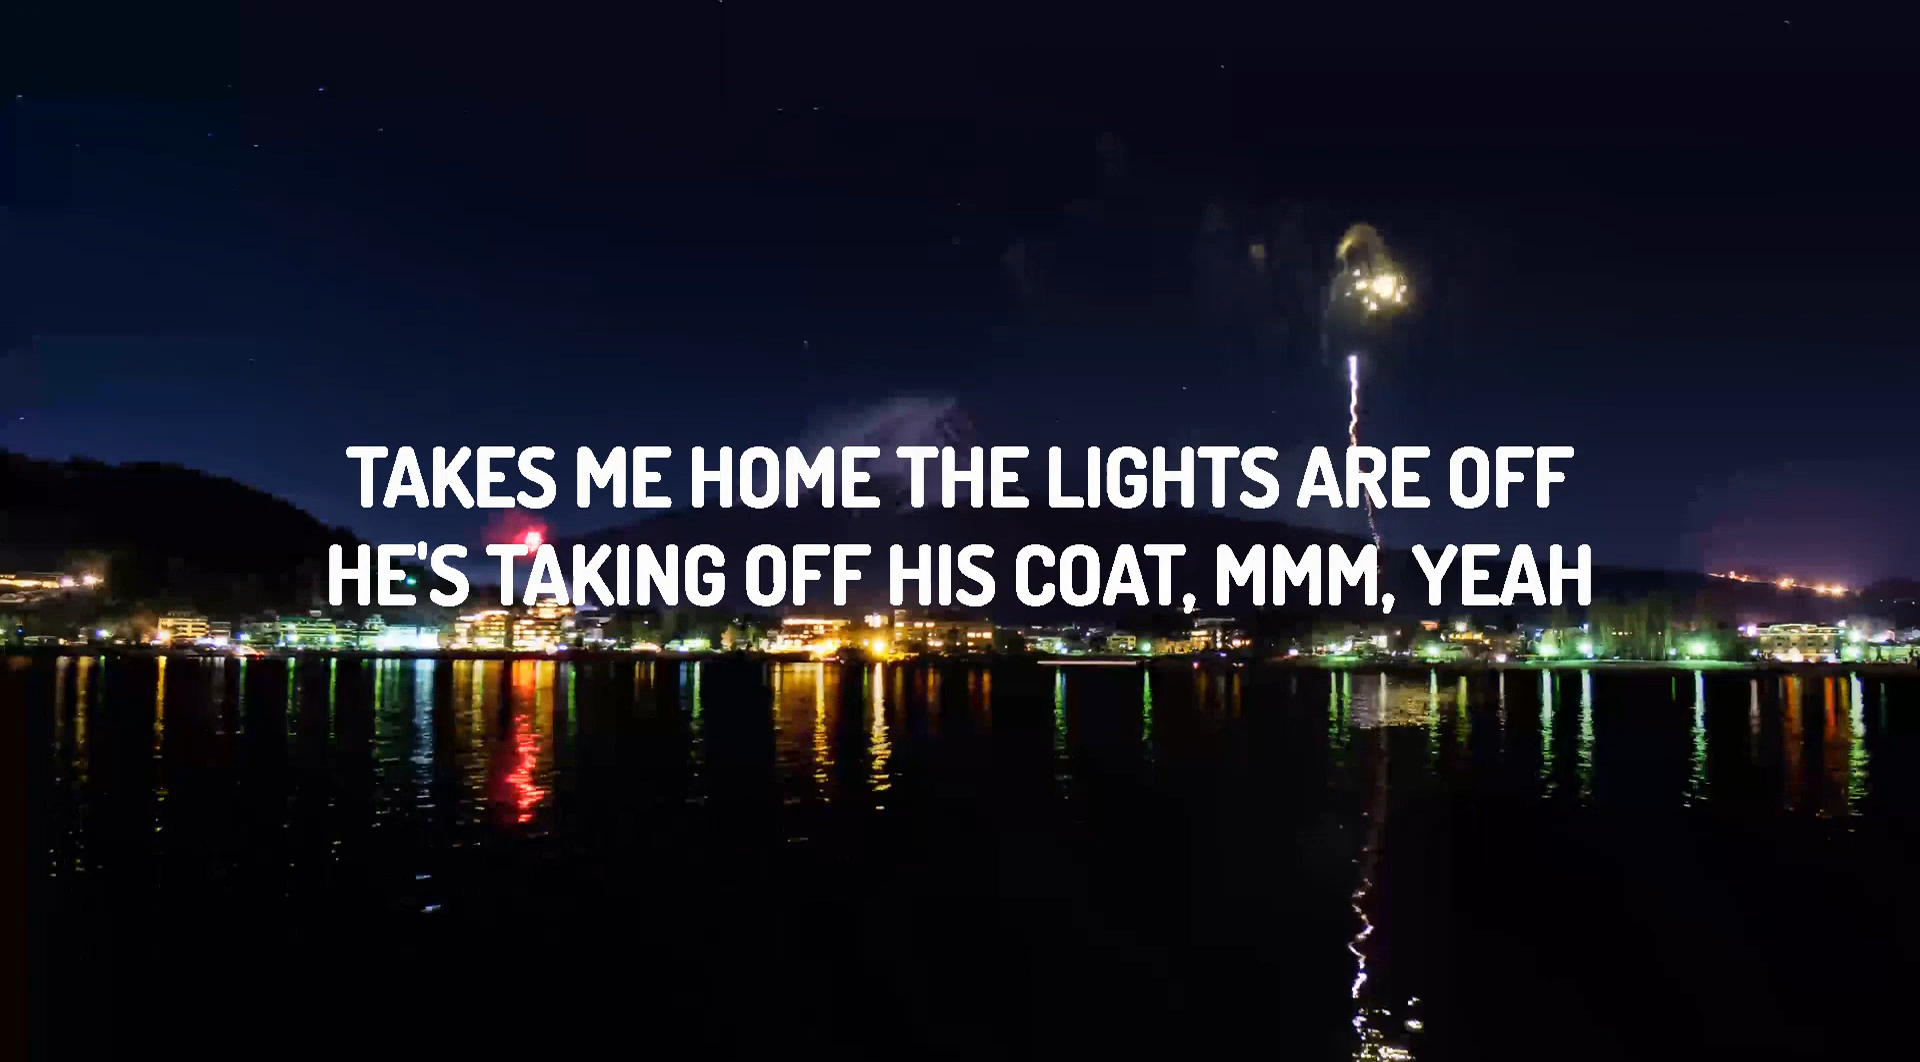 TAKES ME HOME THE LIGHTS ARE OFF
HE'S TAKING OFF HIS COAT, MMM, YEAH